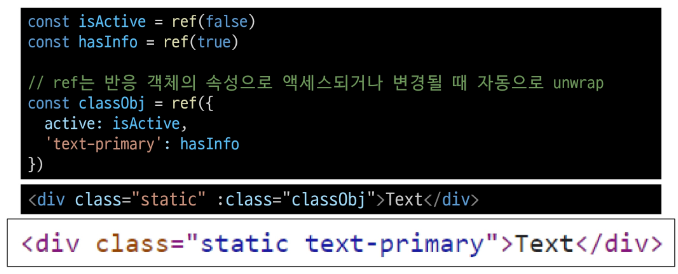 const isActive = ref(false)
const hasInfo = ref(true)
// ref는 반응 객체의 속성으로 액세스되거나 변경될 때 자동으로 unwrap
const classObj = ref({
  active: isActive,
  'text-primary': hasInfo
})
<div class="static" :class="classObj">Text</div>
<div class="static text-primary">Text</div>